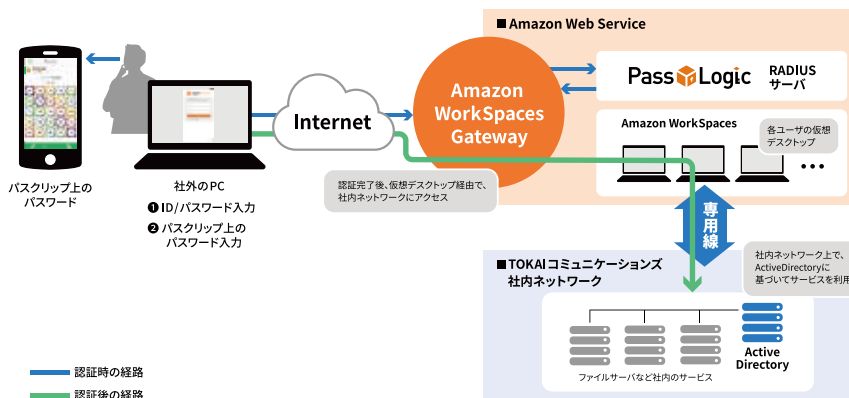 ■ Amazon Web Service
Pass Logic
RADIUS
サーバ
Amazon
WorkSpaces
Gateway
Internet
Amazon WorkSpaces
各ユーザの仮想
デスクトップ
•••
パスクリップ上の
パスワード
社外のPC
❶ ID/パスワード入力
❷ パスクリップ上の
パスワード入力
認証完了後、仮想デスクトップ経由で、
社内ネットワークにアクセス
専用線
■ TOKAIコミュニケーションズ
社内ネットワーク
社内ネットワーク上で、
ActiveDirectoryに
基づいてサービスを利用
Active
Directory
ファイルサーバなど社内のサービス
認証時の経路
認証後の経路